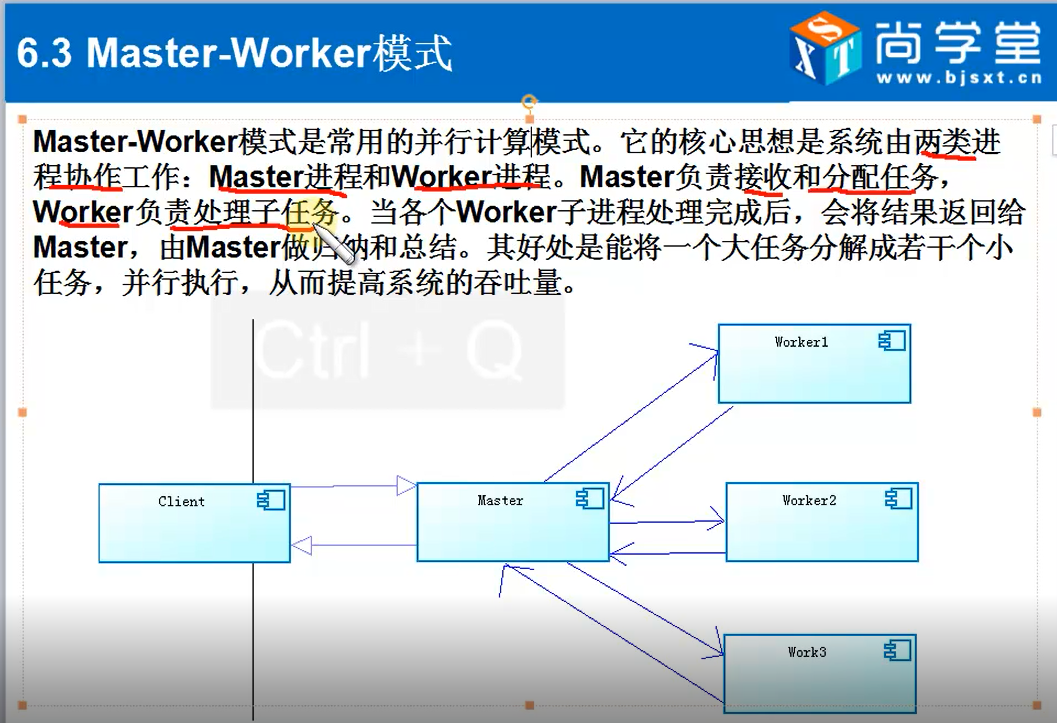 6.3 Master-Worker模式
尚学堂
www.bjsxt.cn
Master-Worker模式是常用的并行计算模式。它的核心思想是系统由两类进
程协作工作：Master进程和Worker进程。Master负责接收和分配任务，
Worker负责处理子任务。当各个Worker子进程处理完成后，会将结果返回给
Master，由Master做归纳和总结。其好处是能将一个大任务分解成若干个小
任务，并行执行，从而提高系统的吞吐量。
Ctrl + Q
Worker1
Client
Master
Worker2
Work3